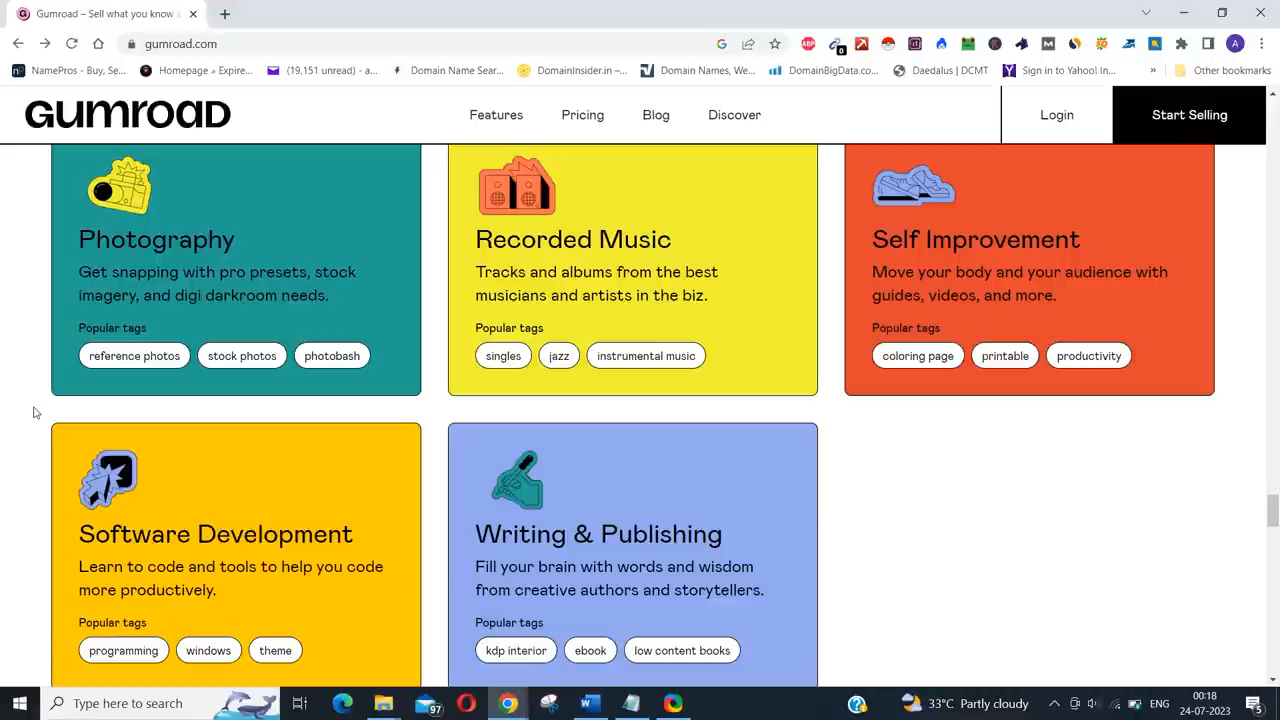 Gumroad – Sell what you know a
gumroad.com
ABP
0
M
A
NamePros - Buy, Se...
Homepage » Expire...
(19,151 unread) - a...
Domain Name Sear...
DomainInsider.in –...
Domain Names, We...
DomainBigData.co...
Daedalus | DCMT
Sign in to Yahoo! In...
»
Other bookmarks
GUMROAD
Features
Pricing
Blog
Discover
Login
Start Selling
Photography
Get snapping with pro presets, stock
imagery, and digi darkroom needs.
Popular tags
reference photos
stock photos
photobash
Recorded Music
Tracks and albums from the best
musicians and artists in the biz.
Popular tags
singles
jazz
instrumental music
Self Improvement
Move your body and your audience with
guides, videos, and more.
Popular tags
coloring page
printable
productivity
Software Development
Learn to code and tools to help you code
more productively.
Popular tags
programming
windows
theme
Writing & Publishing
Fill your brain with words and wisdom
from creative authors and storytellers.
Popular tags
kdp interior
ebook
low content books
Type here to search
97
33°C Partly cloudy
ENG
00:18
24-07-2023
5